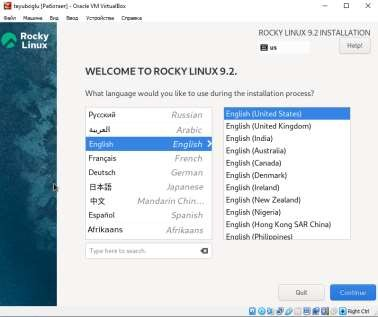 teyuboglu [Работает] - Oracle VM VirtualBox
Файл Машина Вид Ввод Устройства Справка
Rocky Linux
ROCKY LINUX 9.2 INSTALLATION
us
Help!
WELCOME TO ROCKY LINUX 9.2.
What language would you like to use during the installation process?
Русский Russian
العربية Arabic
English English
Français French
Deutsch German
日本語 Japanese
中文 Mandarin Chin...
Español Spanish
Afrikaans Afrikaans
Type here to search.
English (United States)
English (United Kingdom)
English (India)
English (Australia)
English (Canada)
English (Denmark)
English (Ireland)
English (New Zealand)
English (Nigeria)
English (Hong Kong SAR China)
English (Philippines)
Quit
Continue
Right Ctrl